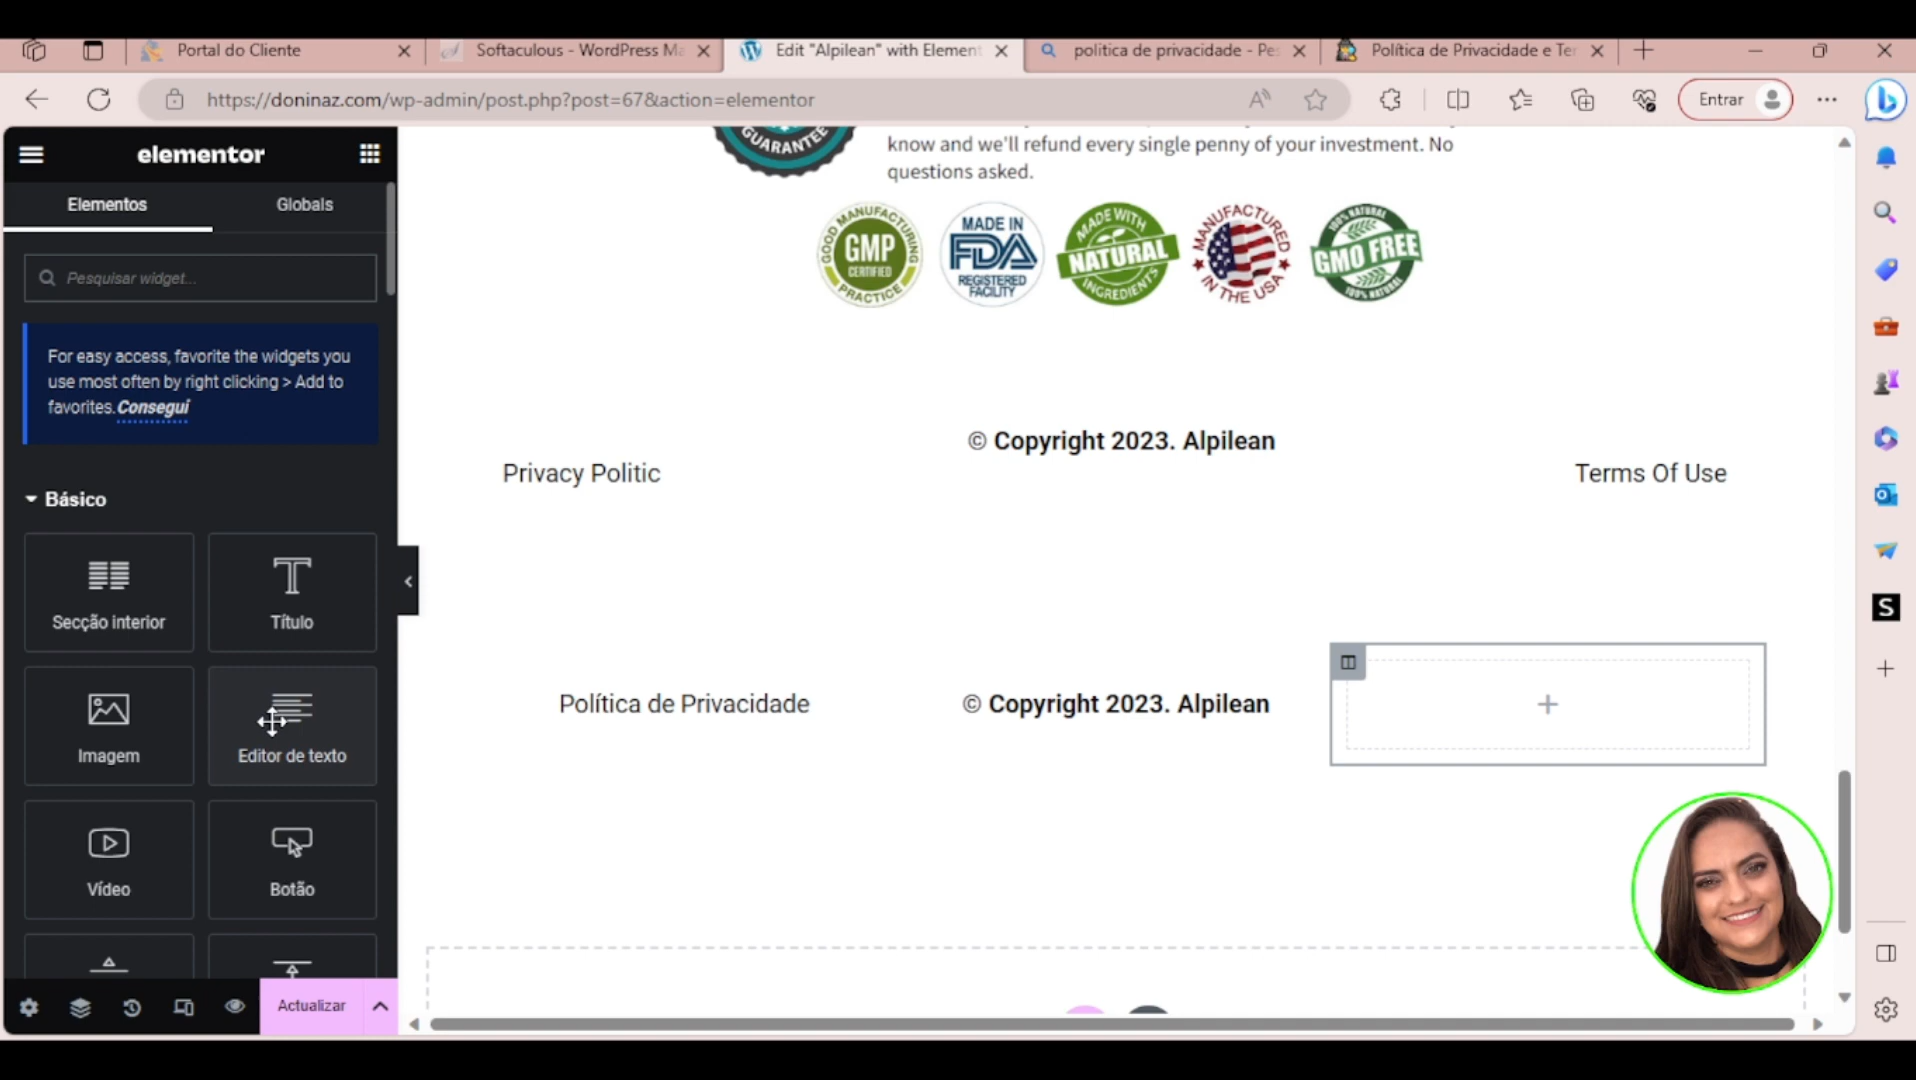 Portal do Cliente
Softaculous - WordPress Ma
Edit "Alpilean" with Element
politica de privacidade - Pes
Política de Privacidade e Ter
https://doninaz.com/wp-admin/post.php?post=67&action=elementor
Entrar
elementor
Elementos
Globals
Pesquisar widget...
For easy access, favorite the widgets you
use most often by right clicking > Add to
favorites. Consegui
Básico
Secção interior
Título
Imagem
Editor de texto
Vídeo
Botão
Actualizar
GUARANTEE
know and we'll refund every single penny of your investment. No
questions asked.
GOOD MANUFACTURING
GMP
CERTIFIED
PRACTICE
MADE IN
FDA
REGISTERED
FACILITY
MADE WITH
NATURAL
INGREDIENTS
MANUFACTURED
IN THE USA
100% NATURAL
GMO FREE
100% NATURAL
© Copyright 2023. Alpilean
Privacy Politic
Terms Of Use
Política de Privacidade
© Copyright 2023. Alpilean
S